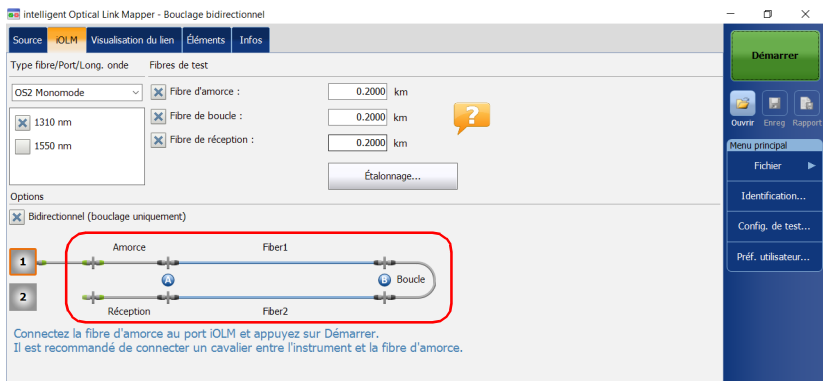 intelligent Optical Link Mapper - Bouclage bidirectionnel
Source iOLM Visualisation du lien Éléments Infos
Type fibre/Port/Long. onde Fibres de test
OS2 Monomode Fibre d'amorce : 0.2000 km
1310 nm Fibre de boucle : 0.2000 km
1550 nm Fibre de réception : 0.2000 km
?
Étalonnage...
Options
Bidirectionnel (bouclage uniquement)
Amorce Fiber1
1
A B Boucle
2
Réception Fiber2
Connectez la fibre d'amorce au port iOLM et appuyez sur Démarrer.
Il est recommandé de connecter un cavalier entre l'instrument et la fibre d'amorce.
Démarrer
Ouvrir Enreg Rapport
Menu principal
Fichier
Identification...
Config. de test...
Préf. utilisateur...